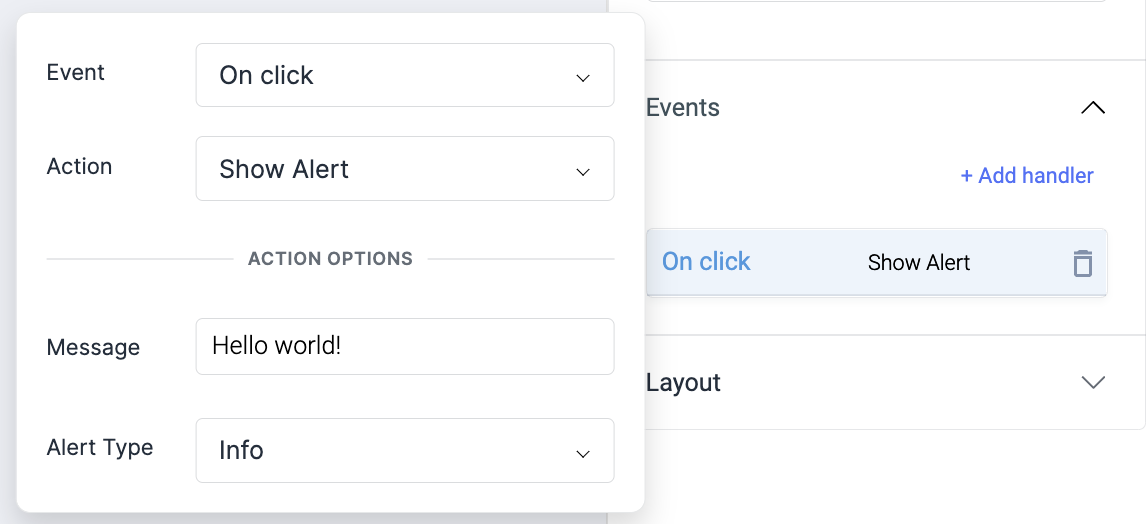 Event
On click
Action
Show Alert
ACTION OPTIONS
Message
Hello world!
Alert Type
Info
Events
+ Add handler
On click
Show Alert
Layout